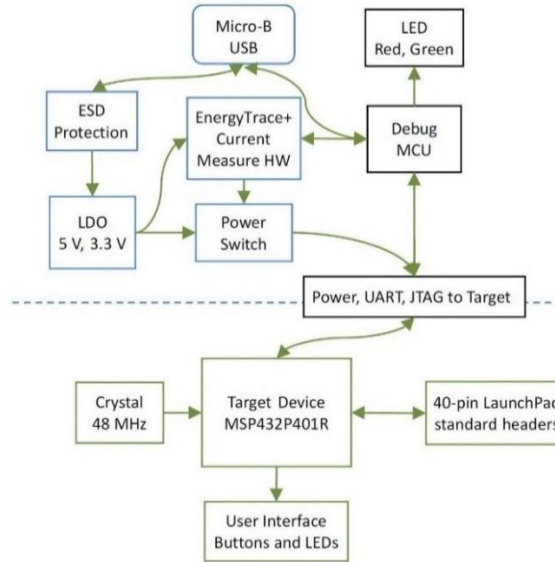 Micro-B
USB
LED
Red, Green
ESD
Protection
EnergyTrace+
Current
Measure HW
Debug
MCU
LDO
5 V, 3.3 V
Power
Switch
Power, UART, JTAG to Target
Crystal
48 MHz
Target Device
MSP432P401R
40-pin LaunchPad
standard headers
User Interface
Buttons and LEDs